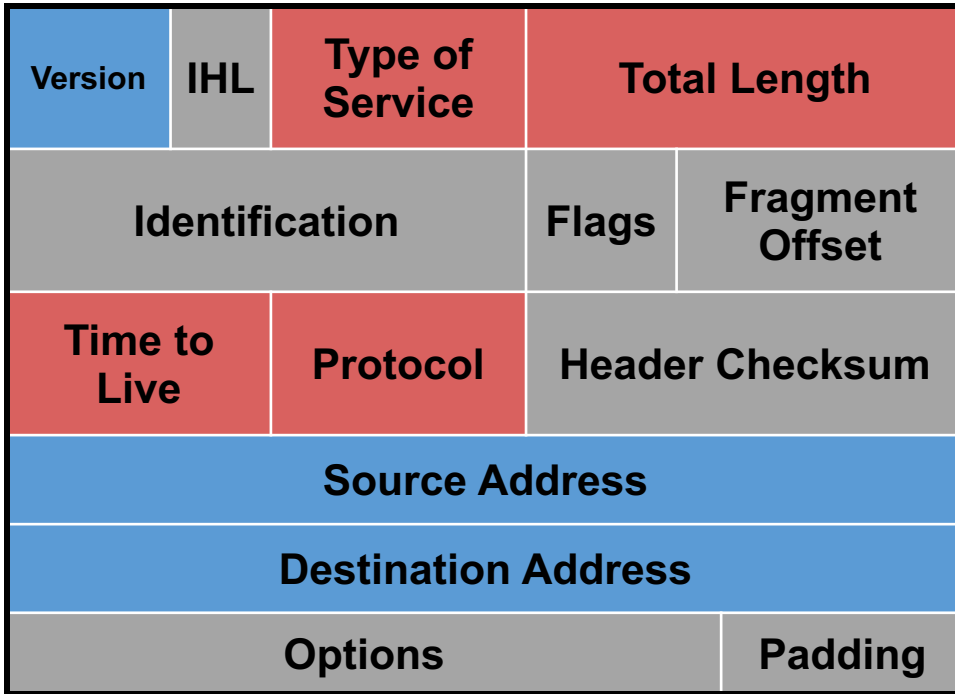 Version
IHL
Type of
Service
Total Length
Identification
Flags
Fragment
Offset
Time to
Live
Protocol
Header Checksum
Source Address
Destination Address
Options
Padding